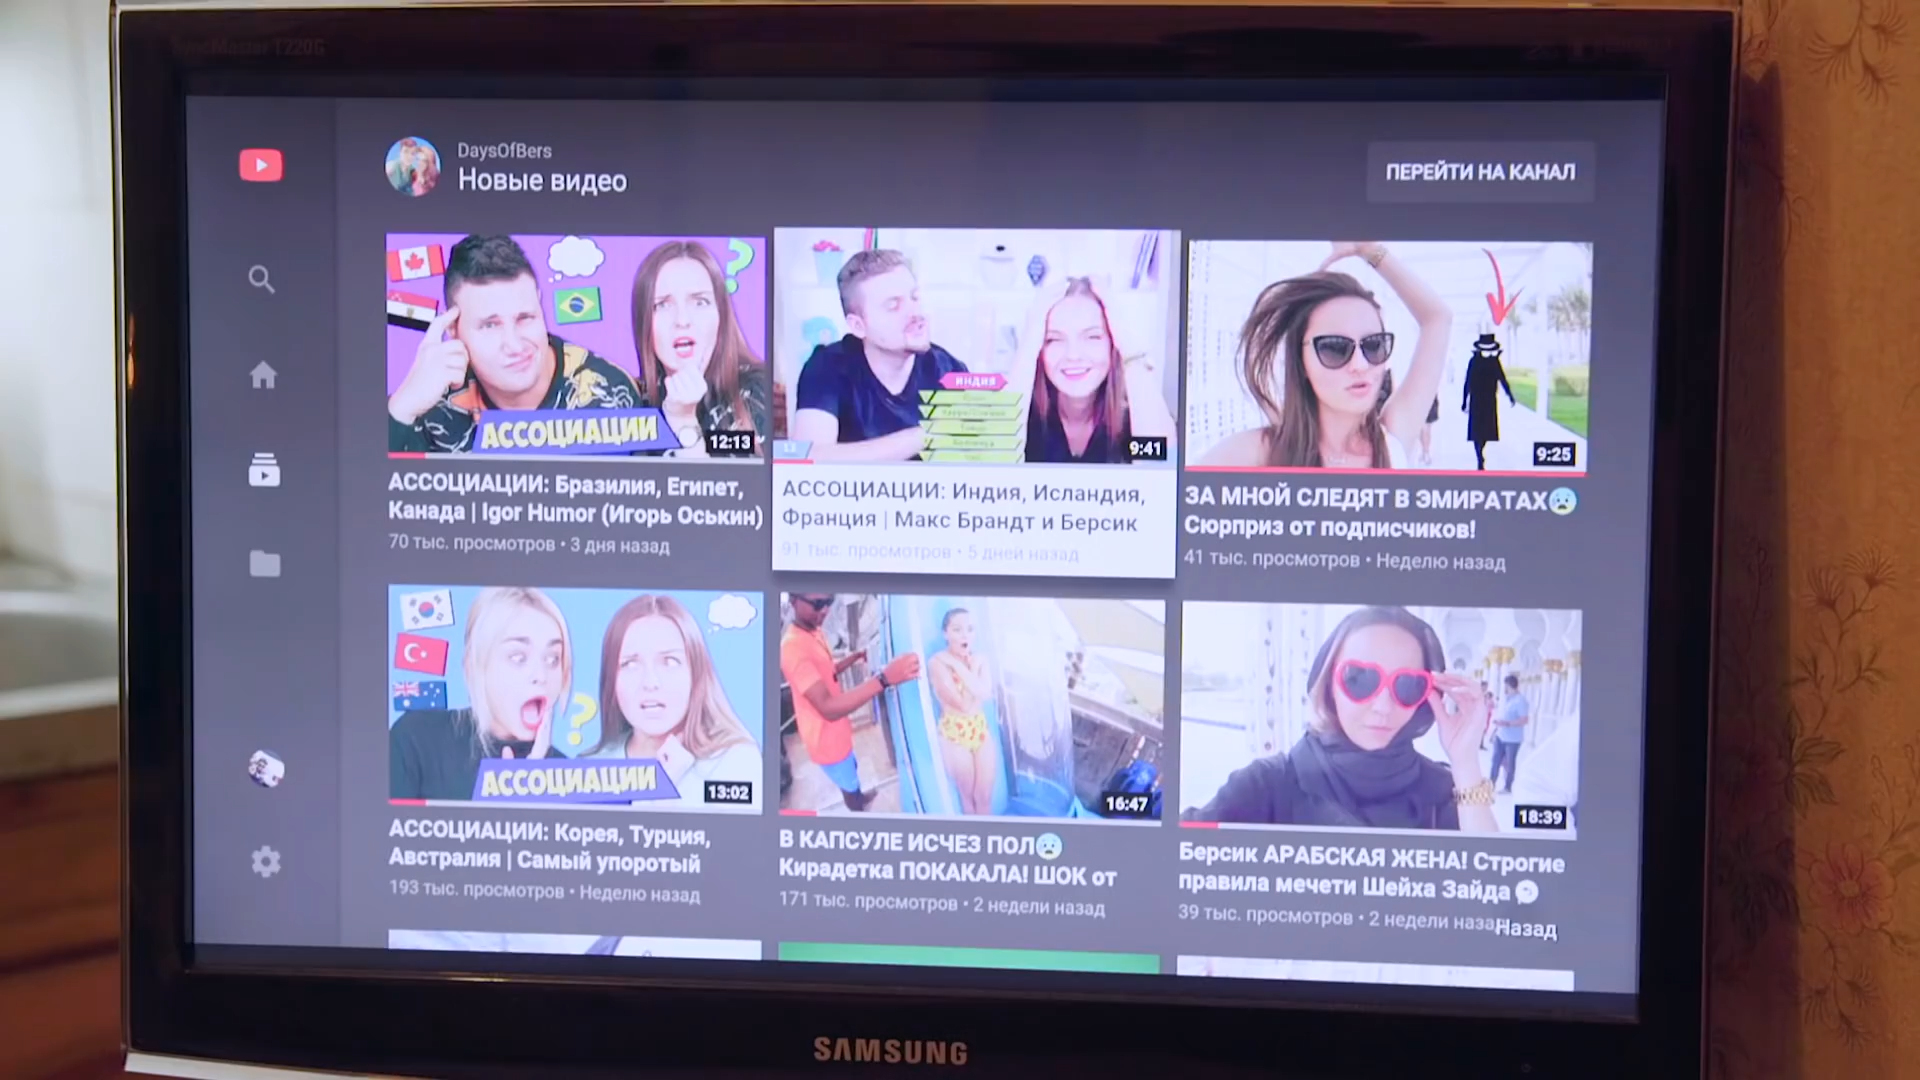 SyncMaster T220G
DaysOfBers
Новые видео
ПЕРЕЙТИ НА КАНАЛ
АССОЦИАЦИИ
12:13
ИНДИЯ
13
9:41
9:25
АССОЦИАЦИИ: Бразилия, Египет,
Канада | Igor Humor (Игорь Оськин)
70 тыс. просмотров • 3 дня назад
АССОЦИАЦИИ: Индия, Исландия,
Франция | Макс Брандт и Берсик
91 тыс. просмотров • 5 дней назад
ЗА МНОЙ СЛЕДЯТ В ЭМИРАТАХ😰
Сюрприз от подписчиков!
41 тыс. просмотров • Неделю назад
АССОЦИАЦИИ
13:02
16:47
18:39
АССОЦИАЦИИ: Корея, Турция,
Австралия | Самый упоротый
193 тыс. просмотров • Неделю назад
В КАПСУЛЕ ИСЧЕЗ ПОЛ😰
Кирадетка ПОКАКАЛА! ШОК от
171 тыс. просмотров • 2 недели назад
Берсик АРАБСКАЯ ЖЕНА! Строгие
правила мечети Шейха Зайда
39 тыс. просмотров • 2 недели назад
Назад
SAMSUNG